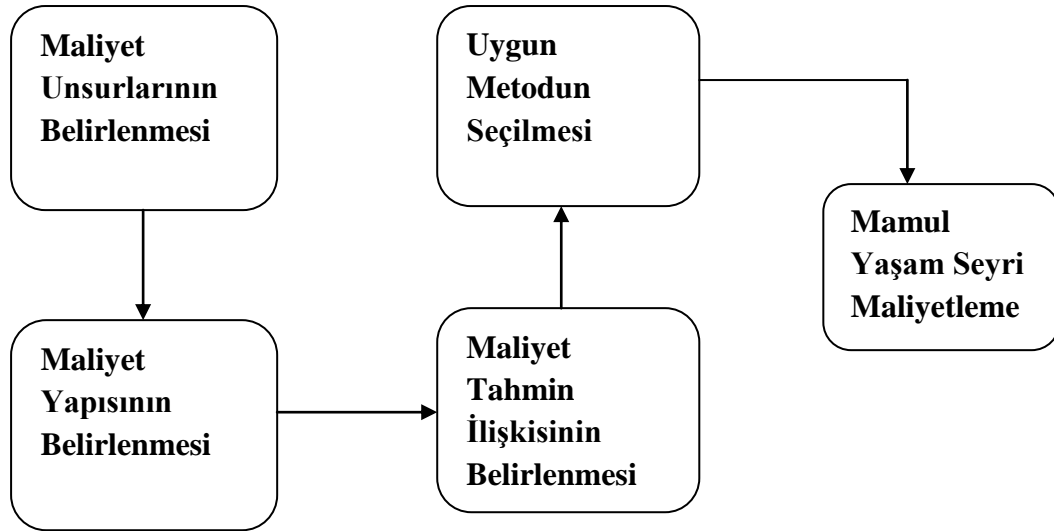 Maliyet
Unsurlarının
Belirlenmesi
Maliyet
Yapısının
Belirlenmesi
Maliyet
Tahmin
İlişkisinin
Belirlenmesi
Uygun
Metodun
Seçilmesi
Mamul
Yaşam Seyri
Maliyetleme